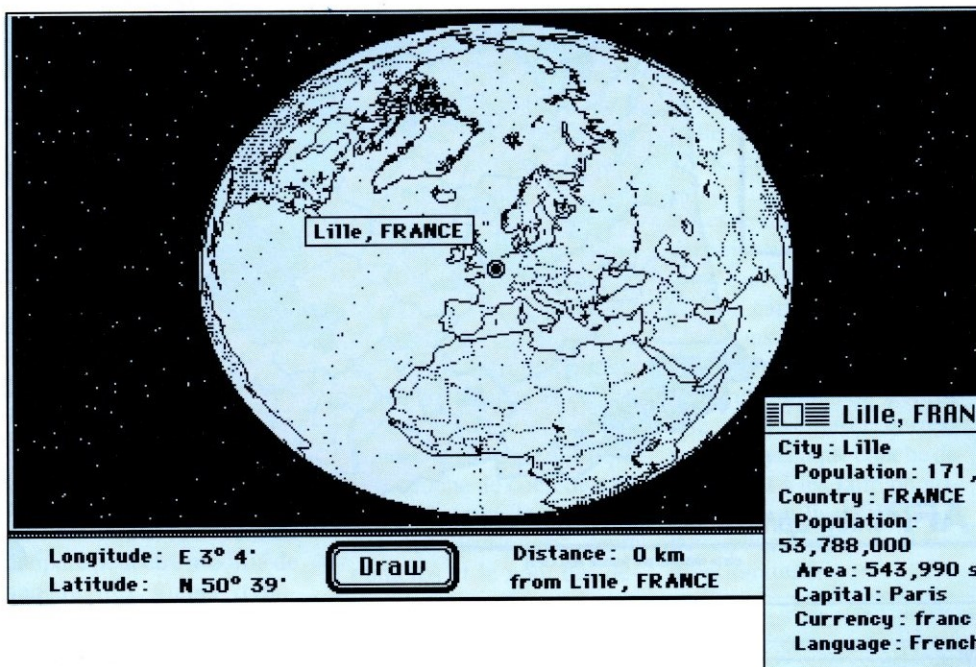 Lille, FRANCE
Longitude: E 3° 4'
Latitude: N 50° 39'
Draw
Distance: 0 km
from Lille, FRANCE
Lille, FRAN
City: Lille
Population: 171,
Country: FRANCE
Population:
53,788,000
Area: 543,990 s
Capital: Paris
Currency: franc
Language: French